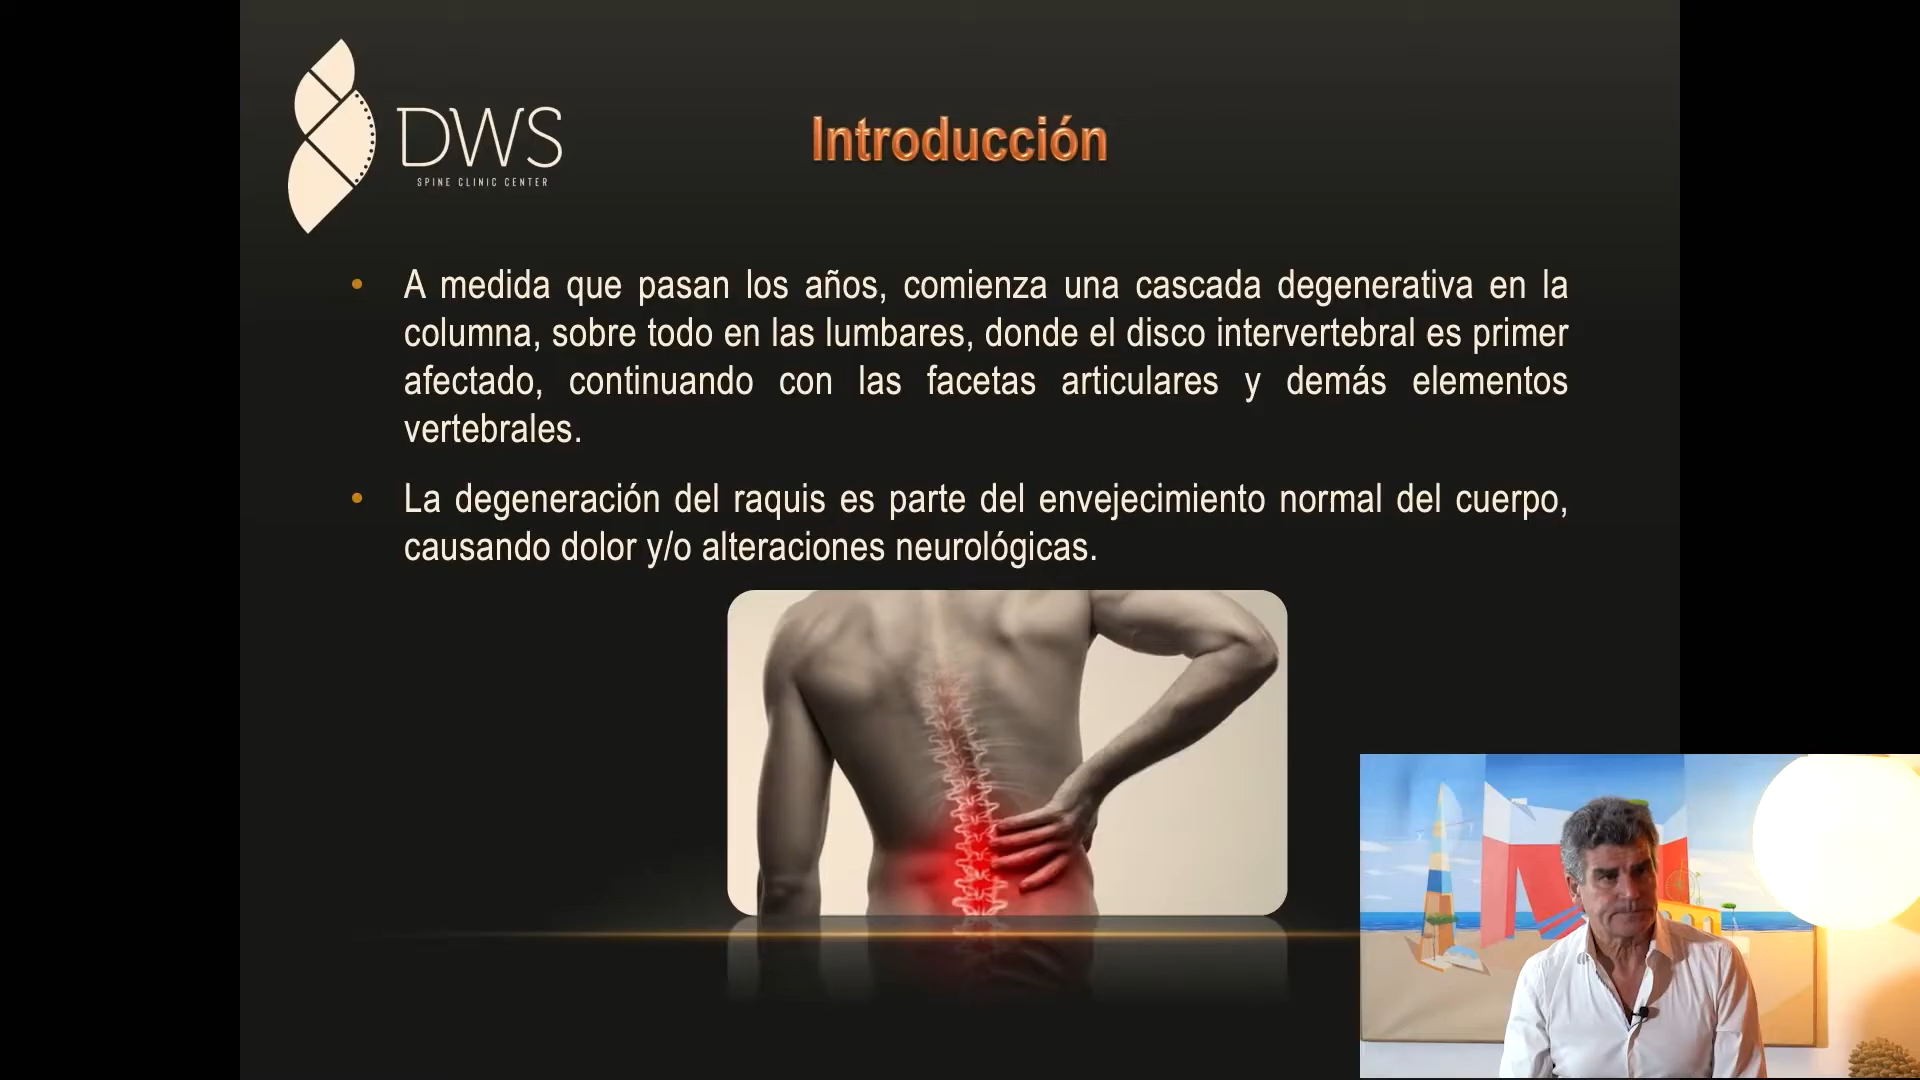 DWS
SPINE CLINIC CENTER
Introducción
• A medida que pasan los años, comienza una cascada degenerativa en la
columna, sobre todo en las lumbares, donde el disco intervertebral es primer
afectado, continuando con las facetas articulares y demás elementos
vertebrales.
• La degeneración del raquis es parte del envejecimiento normal del cuerpo,
causando dolor y/o alteraciones neurológicas.